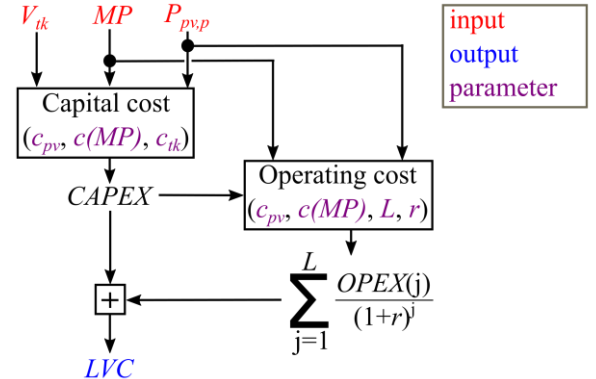 V_tk MP P_pv,p
input
output
parameter
Capital cost
(c_pv, c(MP), c_tk)
CAPEX
Operating cost
(c_pv, c(MP), L, r)
L
∑ OPEX(j)
(1+r)^j
j=1
+
LVC